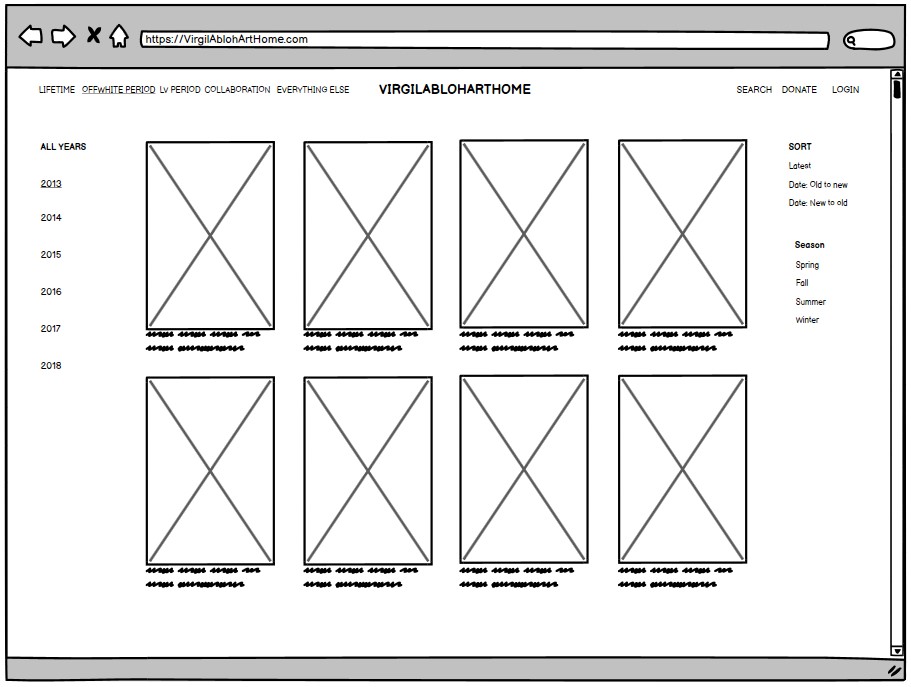 https://VirgilAblohArtHome.com
LIFETIME OFFWHITE PERIOD LV PERIOD COLLABORATION EVERYTHING ELSE VIRGILABLOHARTHOME SEARCH DONATE LOGIN
ALL YEARS
2013
2014
2015
2016
2017
2018
SORT
Latest
Date: Old to new
Date: New to old
Season
Spring
Fall
Summer
Winter